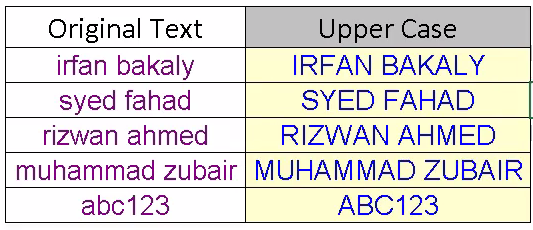 Original Text Upper Case
irfan bakaly IRFAN BAKALY
syed fahad SYED FAHAD
rizwan ahmed RIZWAN AHMED
muhammad zubair MUHAMMAD ZUBAIR
abc123 ABC123